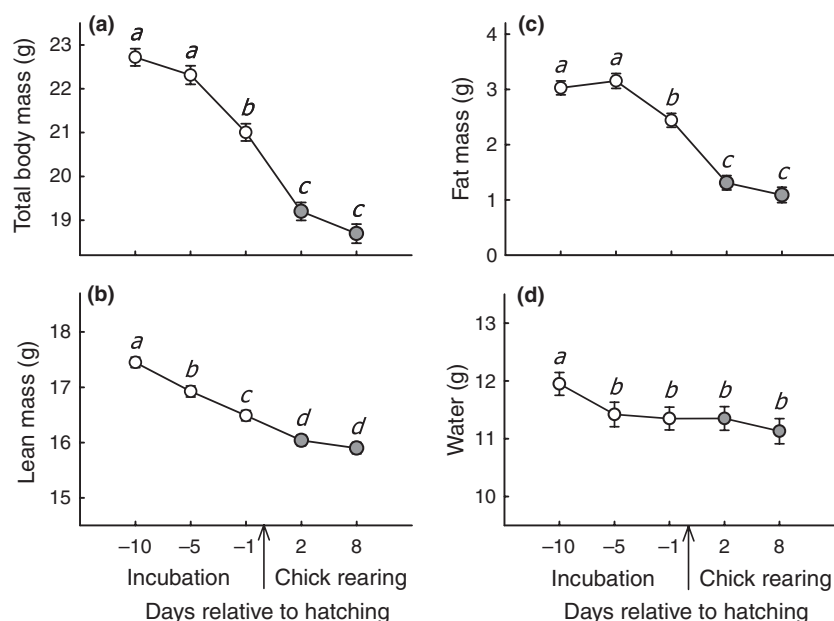 (a)
Total body mass (g)
23
22
21
20
19
a
a
b
c
c
(c)
Fat mass (g)
4
3
2
1
0
a
a
b
c
c
(b)
Lean mass (g)
18
17
16
15
a
b
c
d
d
–10
–5
–1
2
8
Incubation
Chick rearing
Days relative to hatching
(d)
Water (g)
13
12
11
10
a
b
b
b
b
–10
–5
–1
2
8
Incubation
Chick rearing
Days relative to hatching